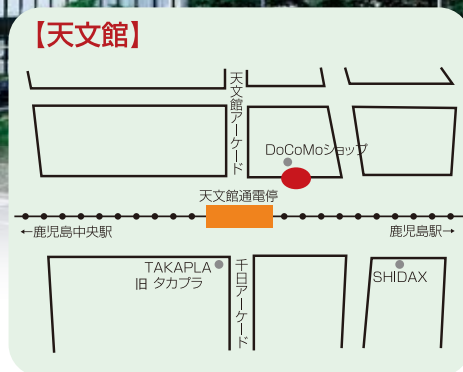 【天文館】
天文館アーケード
DoCoMoショップ
天文館通電停
←鹿児島中央駅
鹿児島駅→
TAKAPLA
旧 タカプラ
千日アーケード
SHIDAX